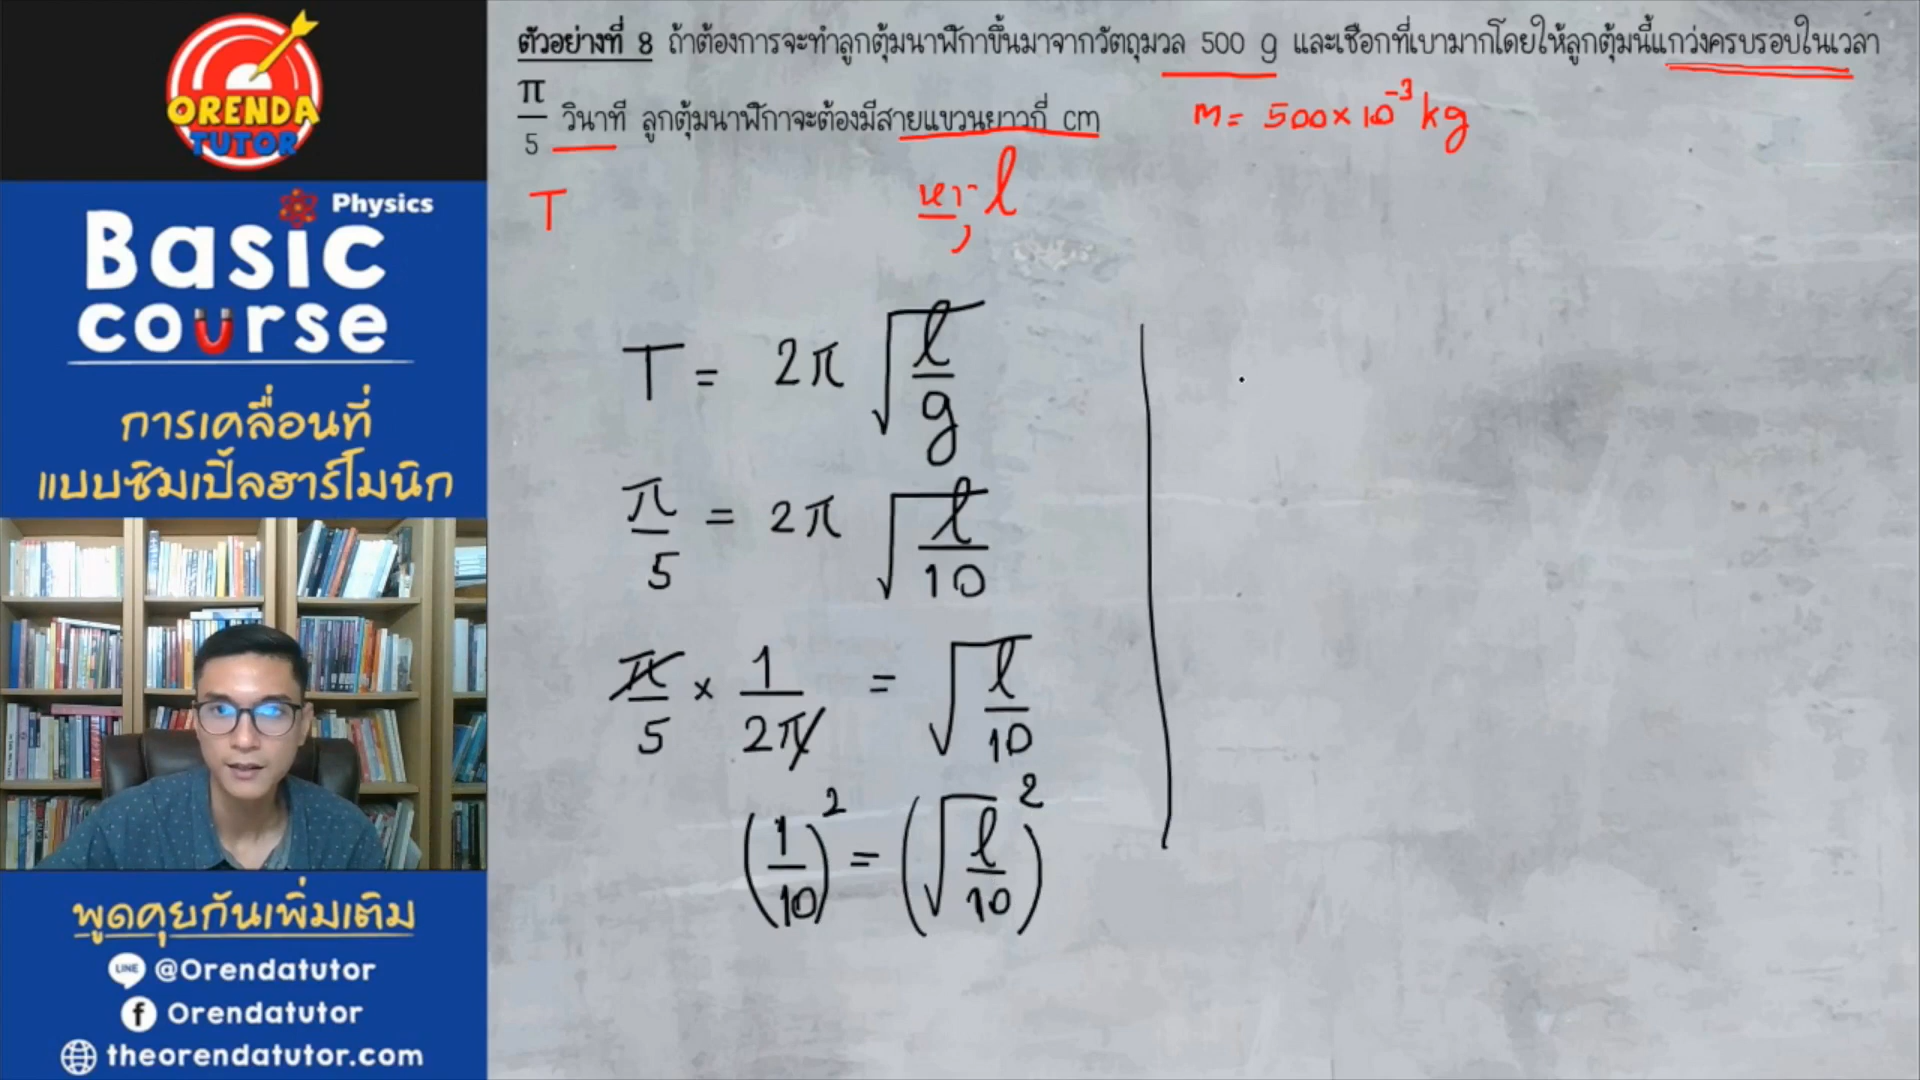 ORENDA
TUTOR
Physics
Basic
course
การเคลื่อนที่
แบบซิมเปิ้ลฮาร์โมนิก
พูดคุยกันเพิ่มเติม
LINE @Orendatutor
f Orendatutor
theorendatutor.com
ตัวอย่างที่ 8 ถ้าต้องการจะทำลูกตุ้มนาฬิกาขึ้นมาจากวัตถุมวล 500 g และเชือกที่เบามากโดยให้ลูกตุ้มนี้แกว่งครบรอบในเวลา
π/5 วินาที ลูกตุ้มนาฬิกาจะต้องมีสายแขวนยาวกี่ cm
m = 500×10⁻³ kg
T
หา l
T = 2π √(l/g)
π/5 = 2π √(l/10)
π/5 × 1/2π = √(l/10)
(1/10)² = (√(l/10))²